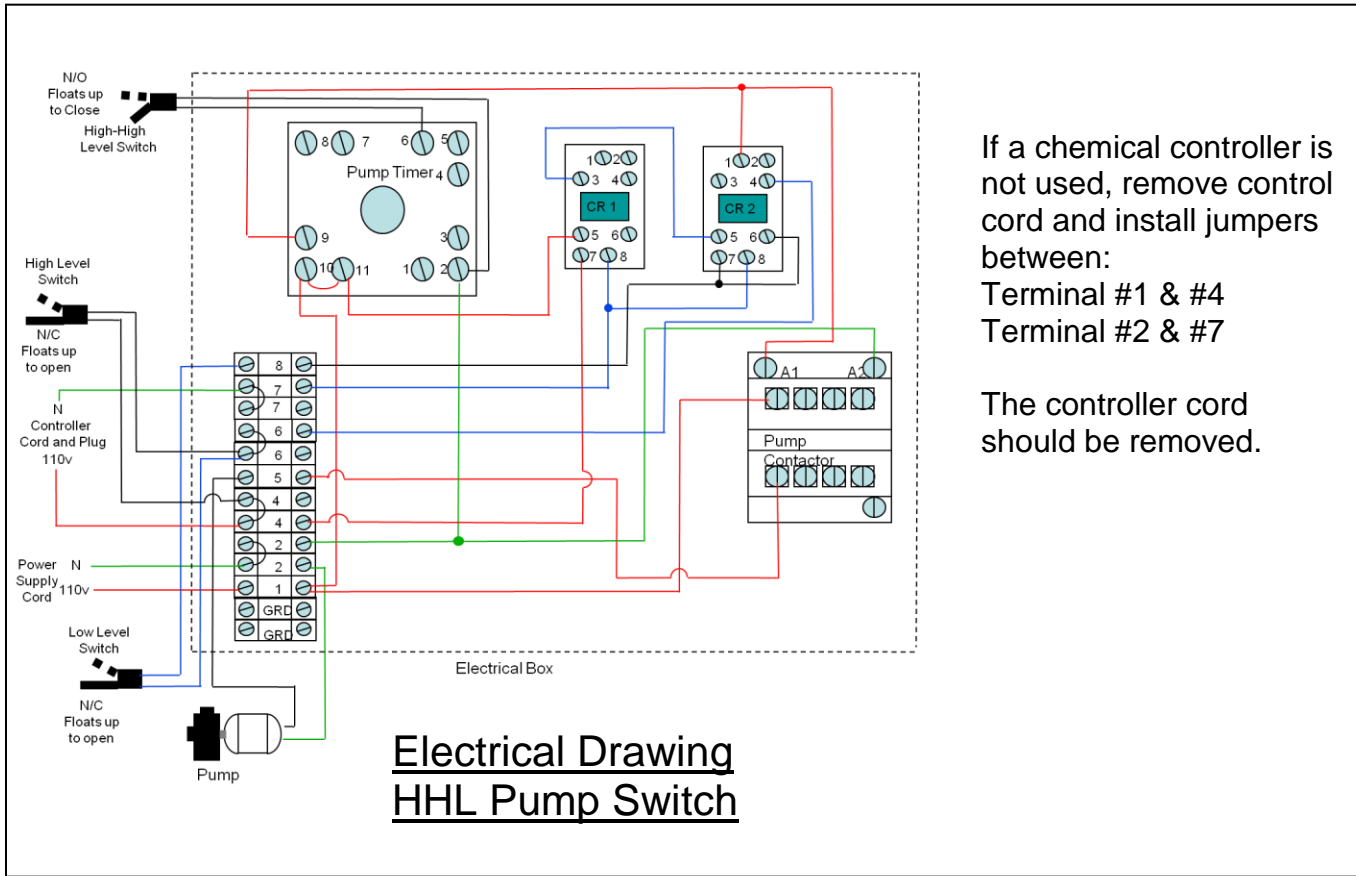 N/O
Floats up
to Close
High-High
Level Switch
8 7 6 5
Pump Timer 4
9 3
10 11 1 2
1 2
3 4
CR 1
5 6
7 8
1 2
3 4
CR 2
5 6
7 8
High Level
Switch
N/C
Floats up
to open
N
Controller
Cord and Plug
110v
Power N
Supply
Cord 110v
Low Level
Switch
N/C
Floats up
to open
8
7
7
6
6
5
4
4
2
2
1
GRD
GRD
A1 A2
Pump
Contactor
Electrical Box
Pump
Electrical Drawing
HHL Pump Switch
If a chemical controller is
not used, remove control
cord and install jumpers
between:
Terminal #1 & #4
Terminal #2 & #7
The controller cord
should be removed.